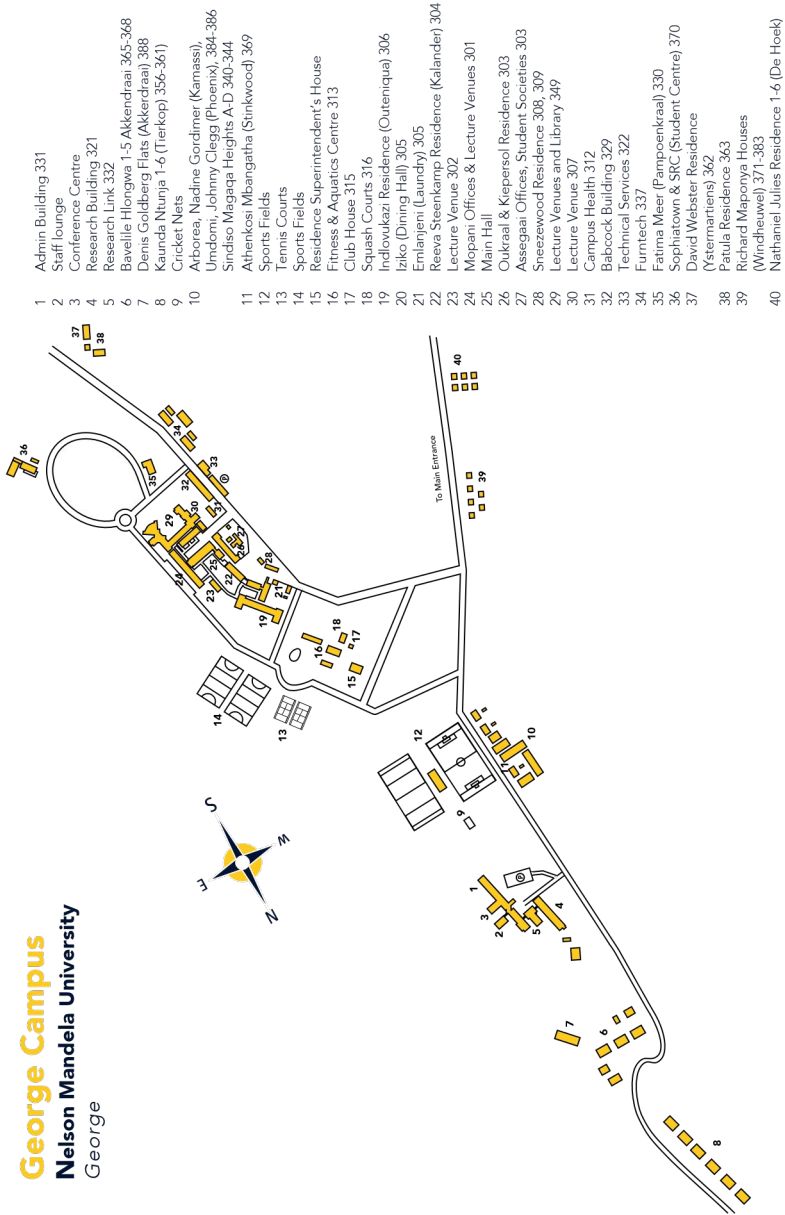 George Campus
Nelson Mandela University
George
N
E
S
W
8
6
7
4
5
2
3
1
P
9
12
11
10
13
14
15
16
17
18
19
21
22
23
24
25
26
27
28
29
30
31
32
33
P
34
35
36
37
38
To Main Entrance
39
40
1 Admin Building 331
2 Staff lounge
3 Conference Centre
4 Research Building 321
5 Research Link 332
6 Bavelile Hlongwa 1-5 Akkendraai 365-368
7 Denis Goldberg Flats (Akkerdraai) 388
8 Kaunda Ntunja 1-6 (Tierkop) 356-361)
9 Cricket Nets
10 Arborea, Nadine Gordimer (Kamassi),
Umdomi, Johnny Clegg (Phoenix), 384-386
Sindiso Magaqa Heights A-D 340-344
11 Athenkosi Mbangatha (Stinkwood) 369
12 Sports Fields
13 Tennis Courts
14 Sports Fields
15 Residence Superintendent's House
16 Fitness & Aquatics Centre 313
17 Club House 315
18 Squash Courts 316
19 Indlovukazi Residence (Outeniqua) 306
20 Iziko (Dining Hall) 305
21 Emlanjeni (Laundry) 305
22 Reeva Steenkamp Residence (Kalander) 304
23 Lecture Venue 302
24 Mopani Offices & Lecture Venues 301
25 Main Hall
26 Oukraal & Kiepersol Residence 303
27 Assegaai Offices, Student Societies 303
28 Sneezewood Residence 308, 309
29 Lecture Venues and Library 349
30 Lecture Venue 307
31 Campus Health 312
32 Babcock Building 329
33 Technical Services 322
34 Furntech 337
35 Fatima Meer (Pampoenkraal) 330
36 Sophiatown & SRC (Student Centre) 370
37 David Webster Residence
(Ystermartiens) 362
38 Patula Residence 363
39 Richard Maponya Houses
(Windheuwel) 371-383
40 Nathaniel Julies Residence 1-6 (De Hoek)